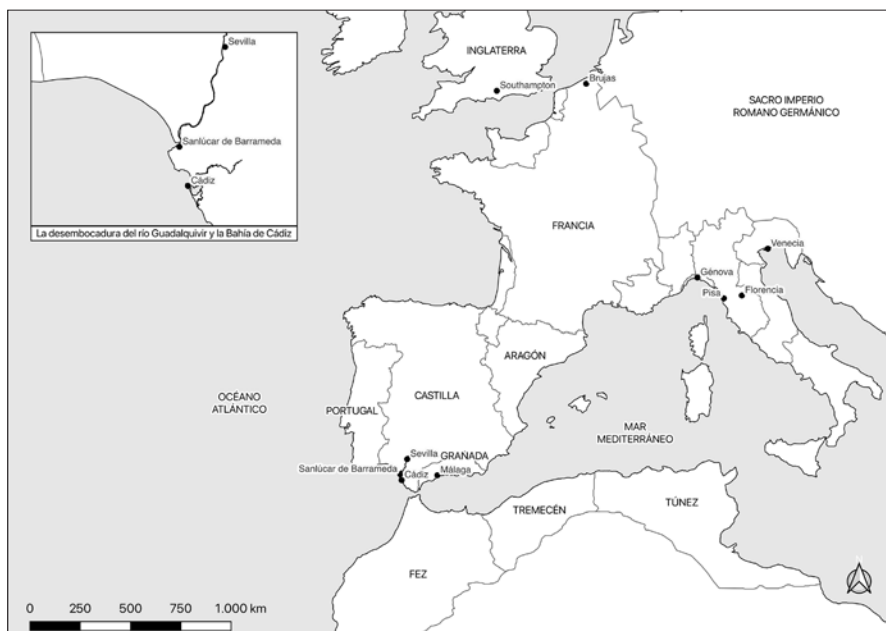 Sevilla
Sanlúcar de Barrameda
Cádiz
La desembocadura del río Guadalquivir y la Bahía de Cádiz
INGLATERRA
Southampton
Brujas
SACRO IMPERIO
ROMANO GERMÁNICO
FRANCIA
Venecia
Génova
Pisa
Florencia
ARAGÓN
OCÉANO
ATLÁNTICO
CASTILLA
PORTUGAL
MAR
MEDITERRÁNEO
Sevilla
GRANADA
Sanlúcar de Barrameda
Cádiz
Málaga
TREMECÉN
TÚNEZ
FEZ
N
0 250 500 750 1.000 km